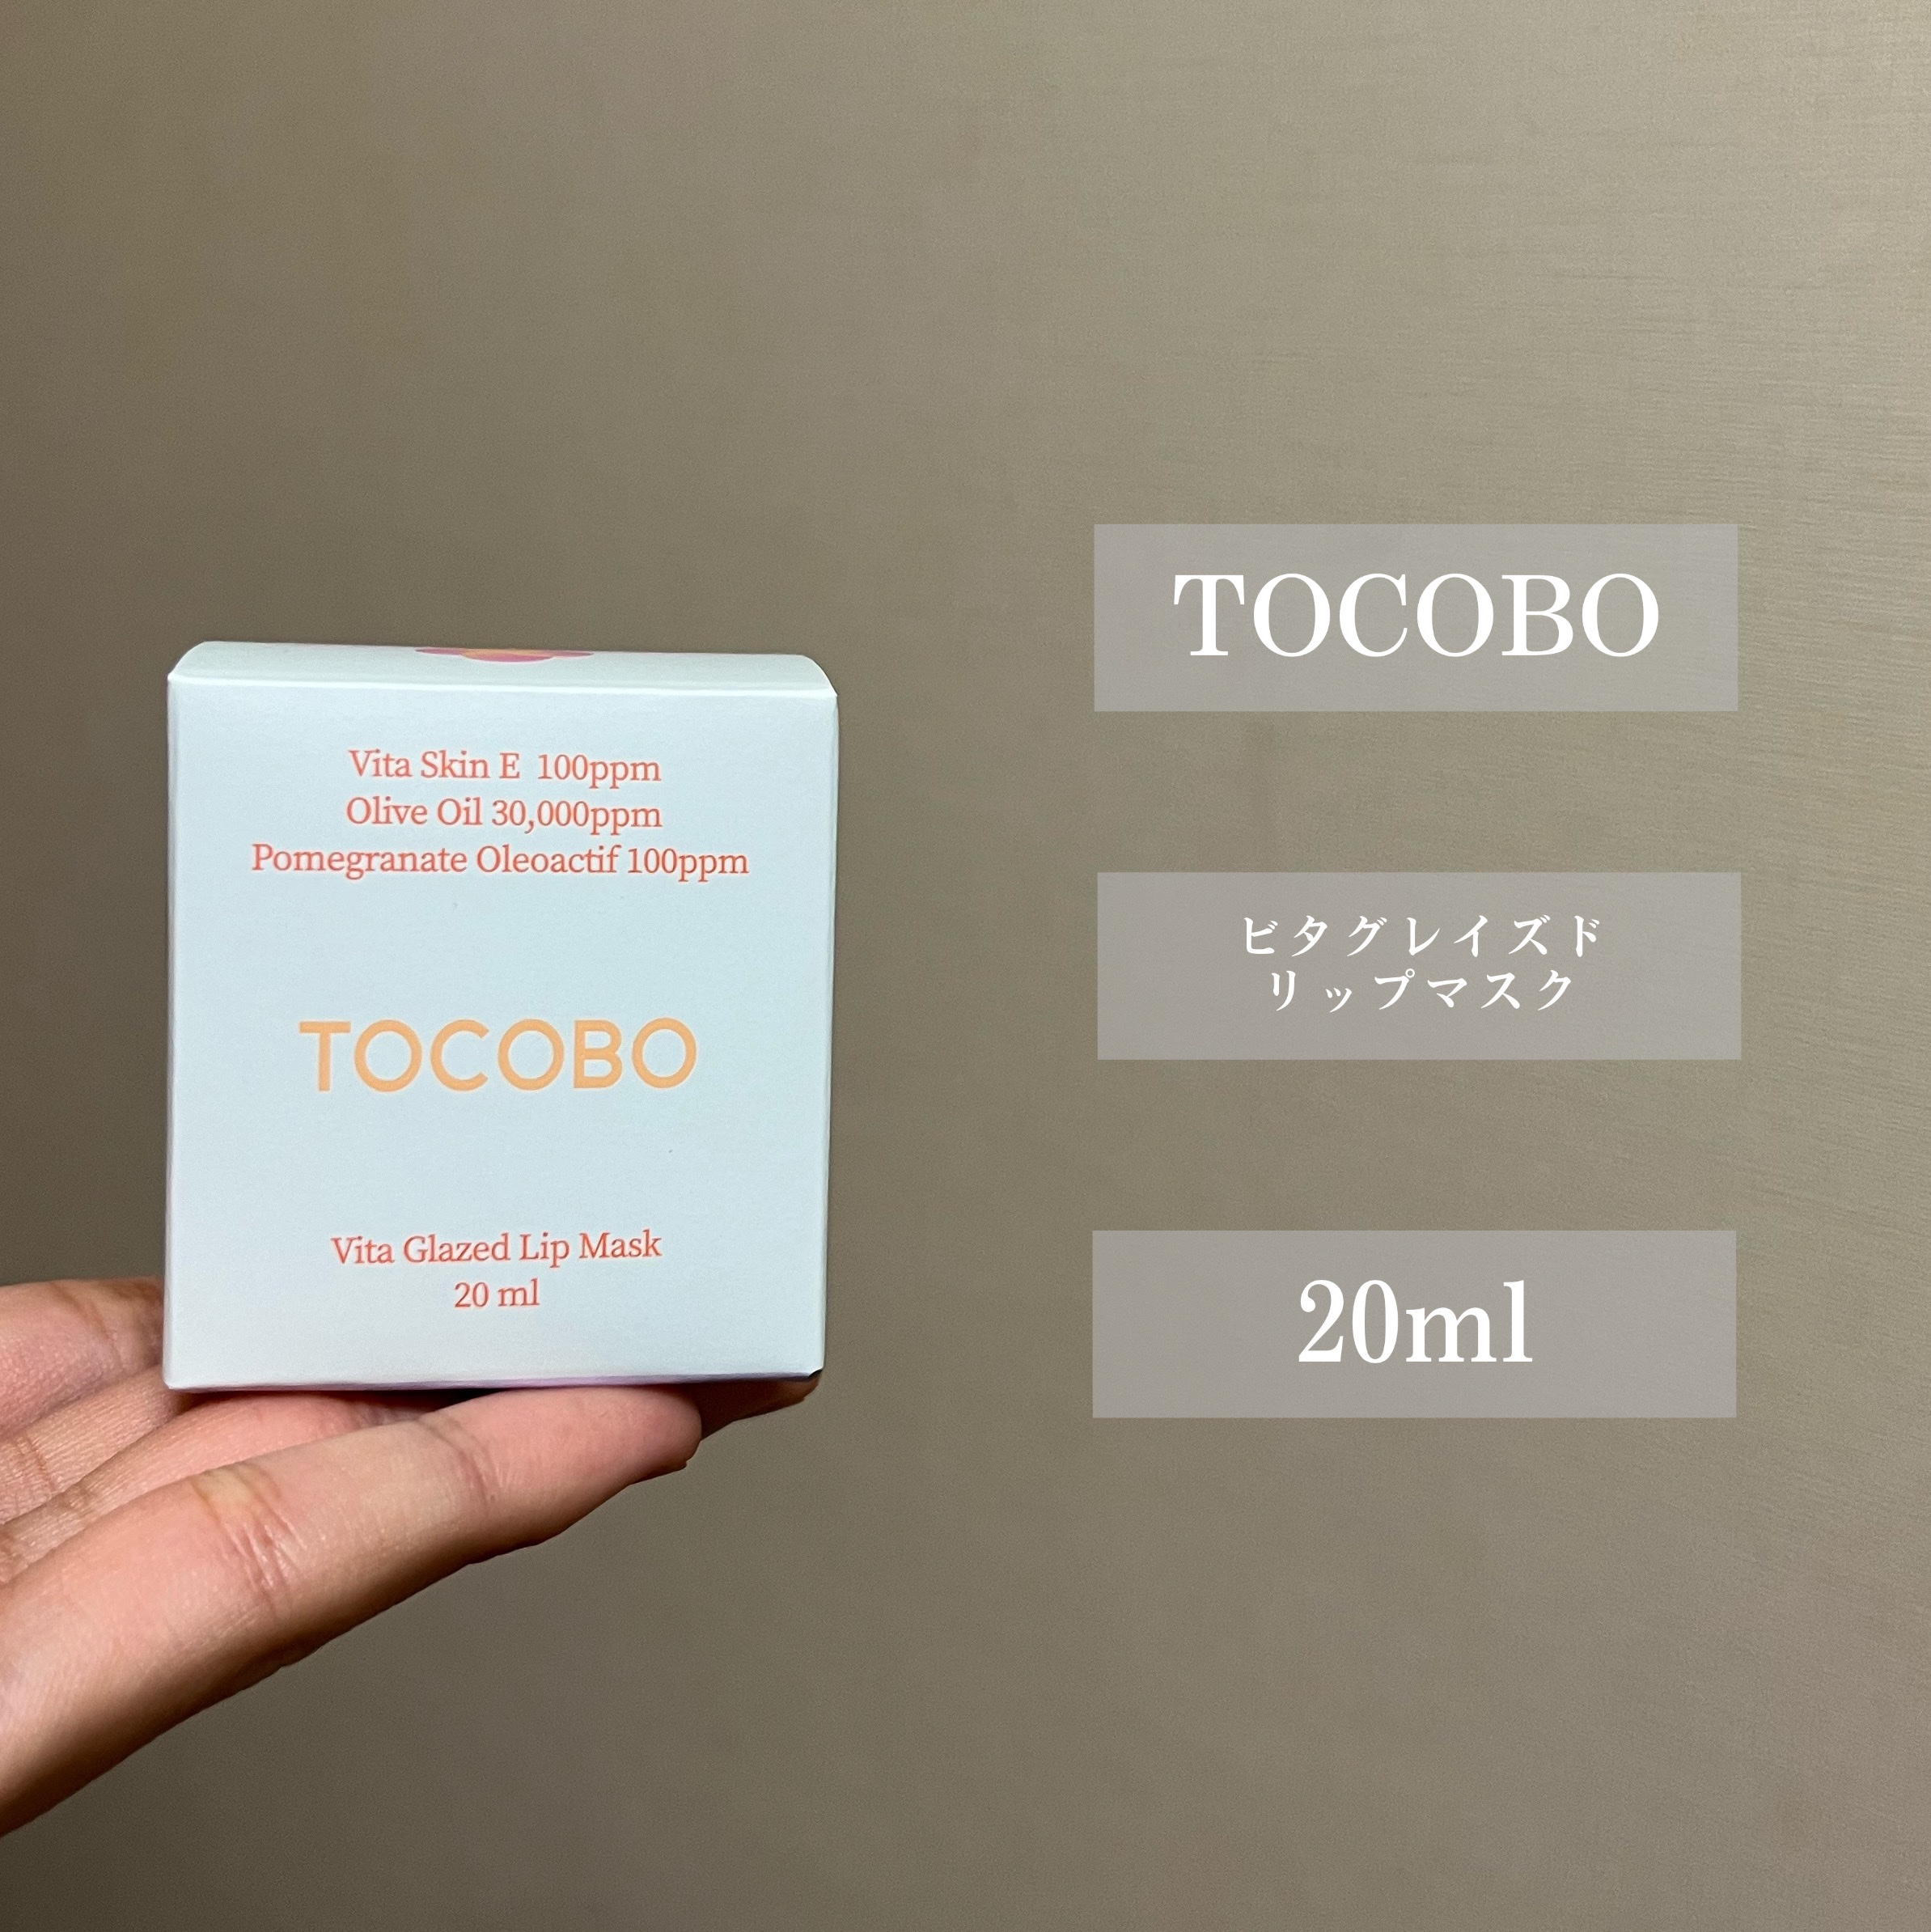 Vita Skin E 100ppm
Olive Oil 30,000ppm
Pomegranate Oleoactif 100ppm
TOCOBO
Vita Glazed Lip Mask
20 ml
TOCOBO
ビタグレイズド
リップマスク
20ml